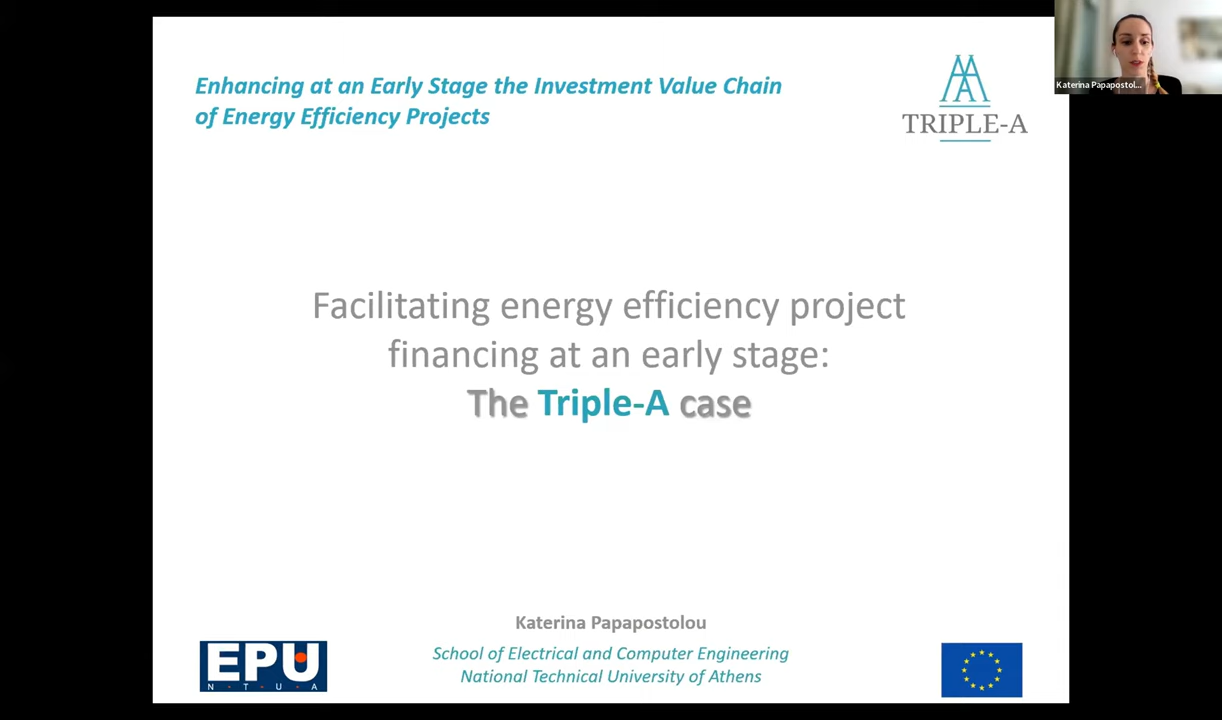 Enhancing at an Early Stage the Investment Value Chain
of Energy Efficiency Projects
TRIPLE-A
Katerina Papapostol...
Facilitating energy efficiency project
financing at an early stage:
The Triple-A case
Katerina Papapostolou
School of Electrical and Computer Engineering
National Technical University of Athens
EPU
N · T · U · A